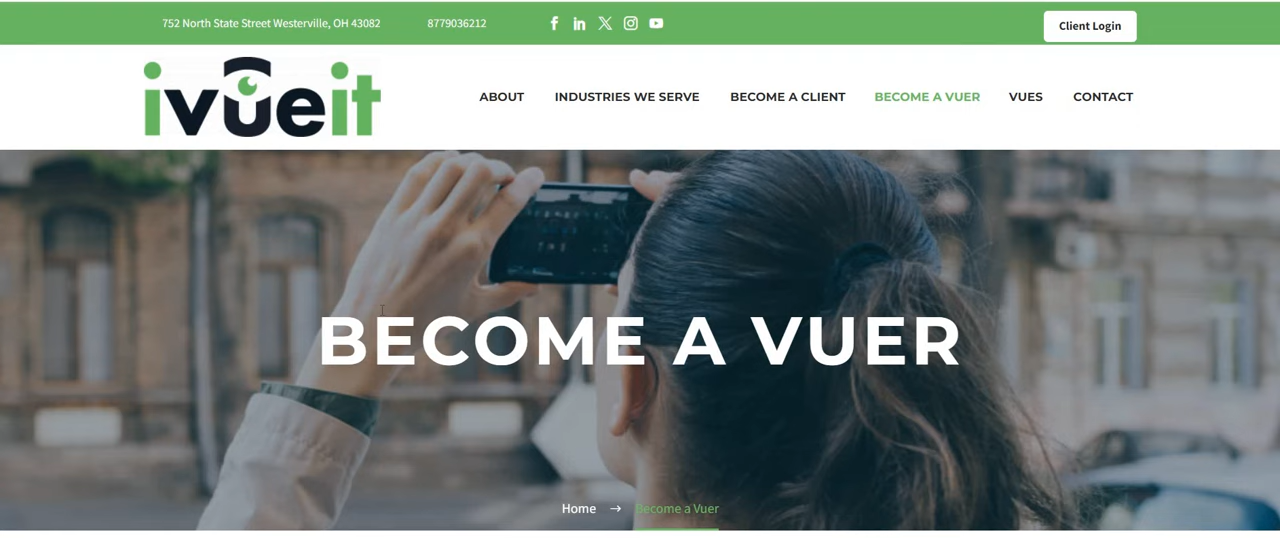 752 North State Street Westerville, OH 43082
8779036212
Client Login
ivueit
ABOUT
INDUSTRIES WE SERVE
BECOME A CLIENT
BECOME A VUER
VUES
CONTACT
BECOME A VUER
Home → Become a Vuer